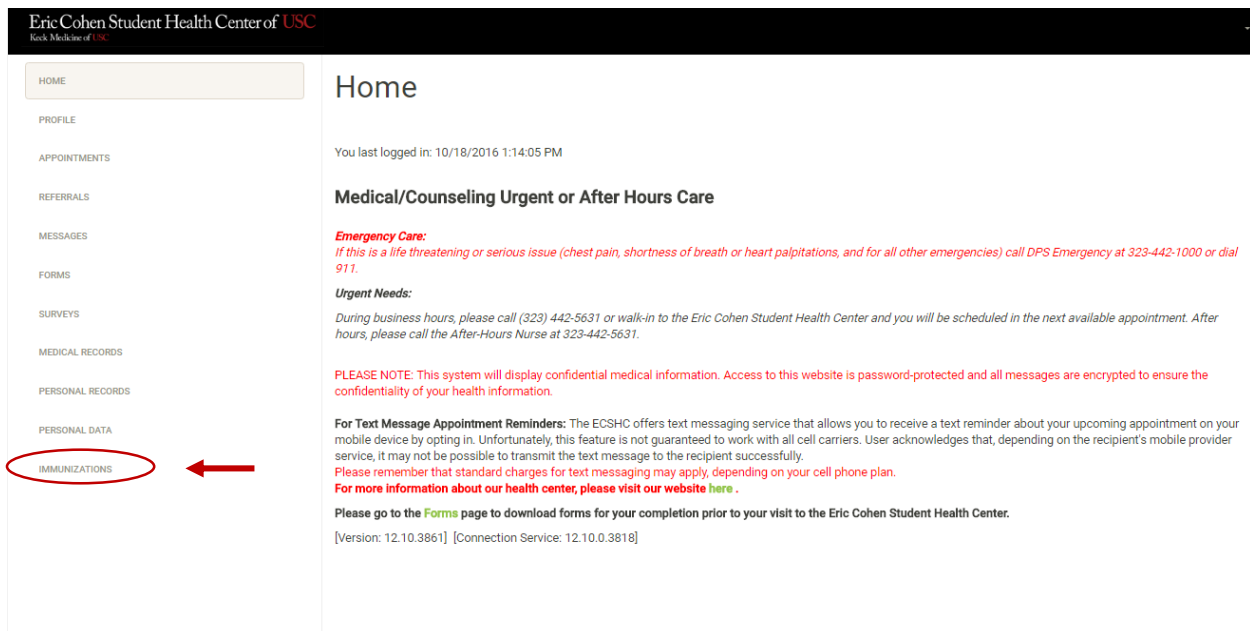 Eric Cohen Student Health Center of USC
Keck Medicine of USC
HOME
PROFILE
APPOINTMENTS
REFERRALS
MESSAGES
FORMS
SURVEYS
MEDICAL RECORDS
PERSONAL RECORDS
PERSONAL DATA
IMMUNIZATIONS
Home
You last logged in: 10/18/2016 1:14:05 PM
Medical/Counseling Urgent or After Hours Care
Emergency Care:
If this is a life threatening or serious issue (chest pain, shortness of breath or heart palpitations, and for all other emergencies) call DPS Emergency at 323-442-1000 or dial
911.
Urgent Needs:
During business hours, please call (323) 442-5631 or walk-in to the Eric Cohen Student Health Center and you will be scheduled in the next available appointment. After
hours, please call the After-Hours Nurse at 323-442-5631.
PLEASE NOTE: This system will display confidential medical information. Access to this website is password-protected and all messages are encrypted to ensure the
confidentiality of your health information.
For Text Message Appointment Reminders: The ECSHC offers text messaging service that allows you to receive a text reminder about your upcoming appointment on your
mobile device by opting in. Unfortunately, this feature is not guaranteed to work with all cell carriers. User acknowledges that, depending on the recipient's mobile provider
service, it may not be possible to transmit the text message to the recipient successfully.
Please remember that standard charges for text messaging may apply, depending on your cell phone plan.
For more information about our health center, please visit our website here .
Please go to the Forms page to download forms for your completion prior to your visit to the Eric Cohen Student Health Center.
[Version: 12.10.3861] [Connection Service: 12.10.0.3818]